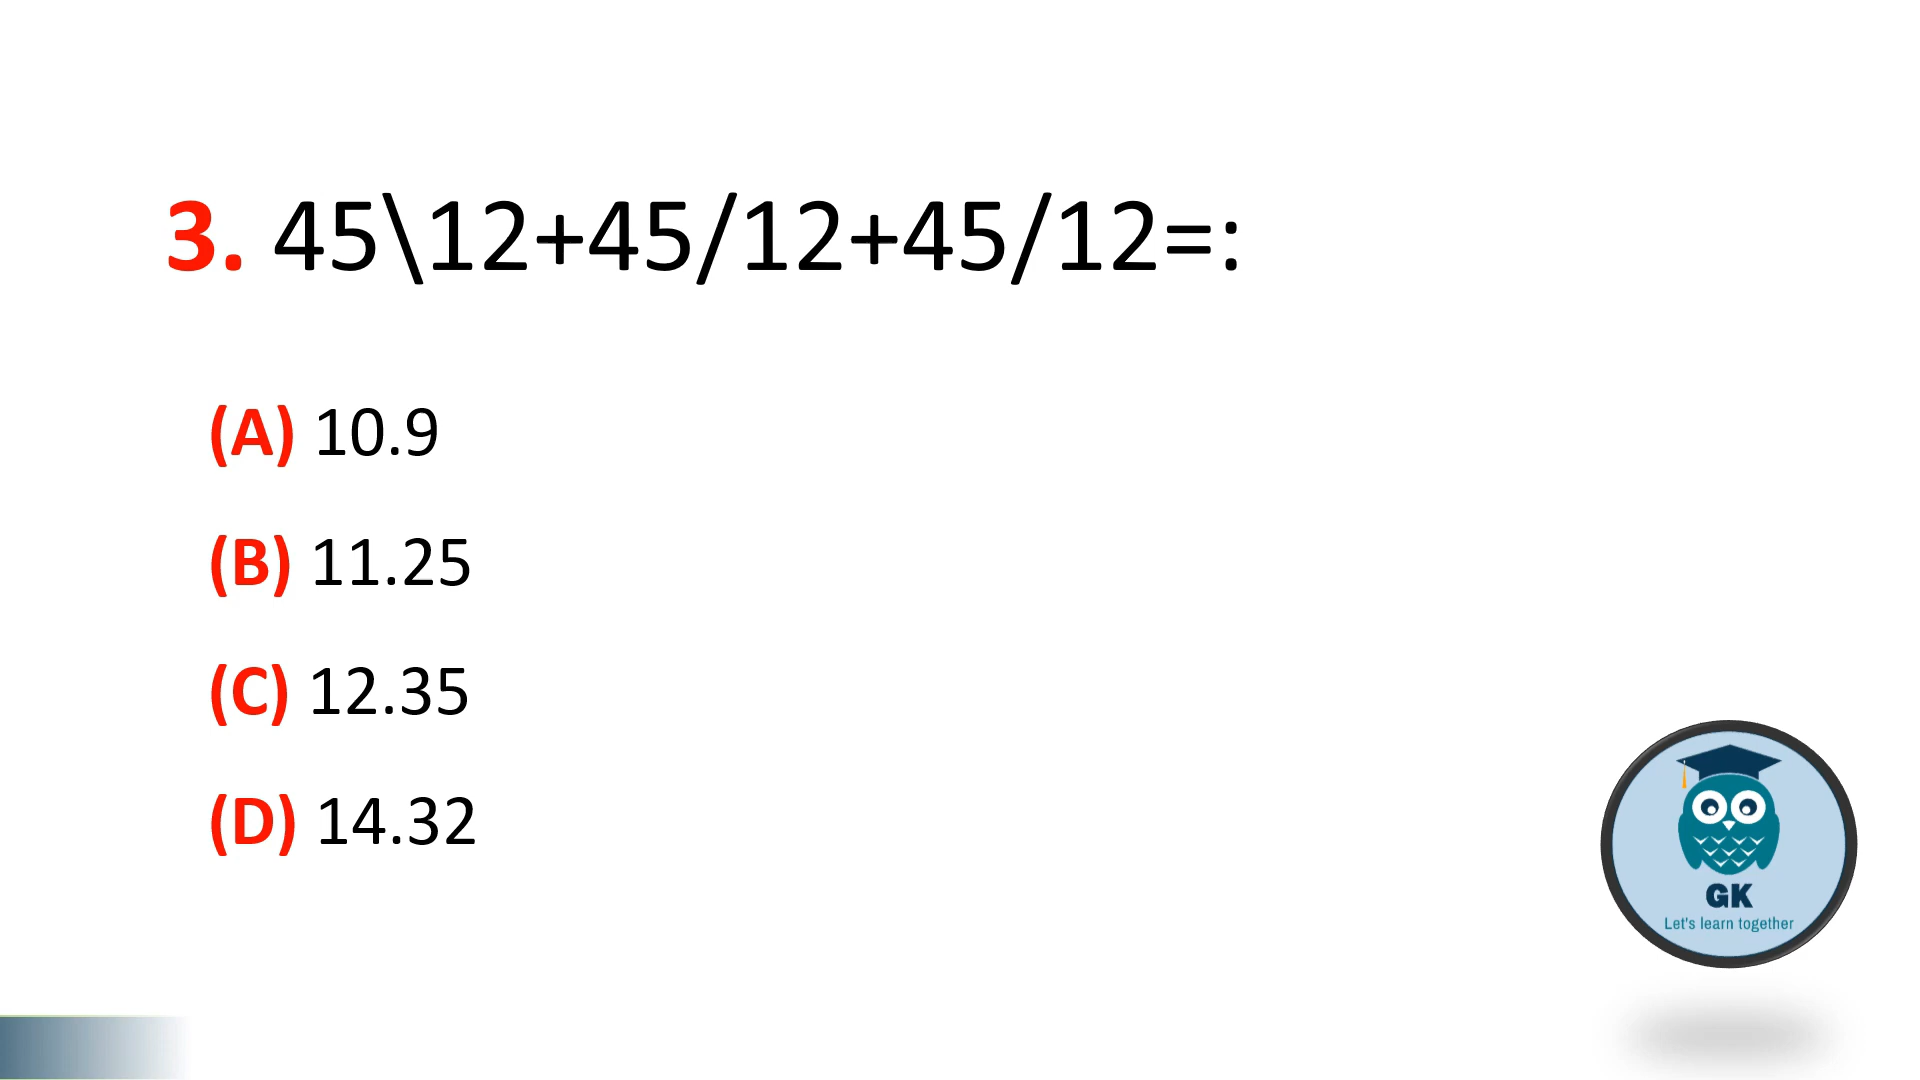 3. 45\12+45/12+45/12=:
(A) 10.9
(B) 11.25
(C) 12.35
(D) 14.32
GK
Let's learn together